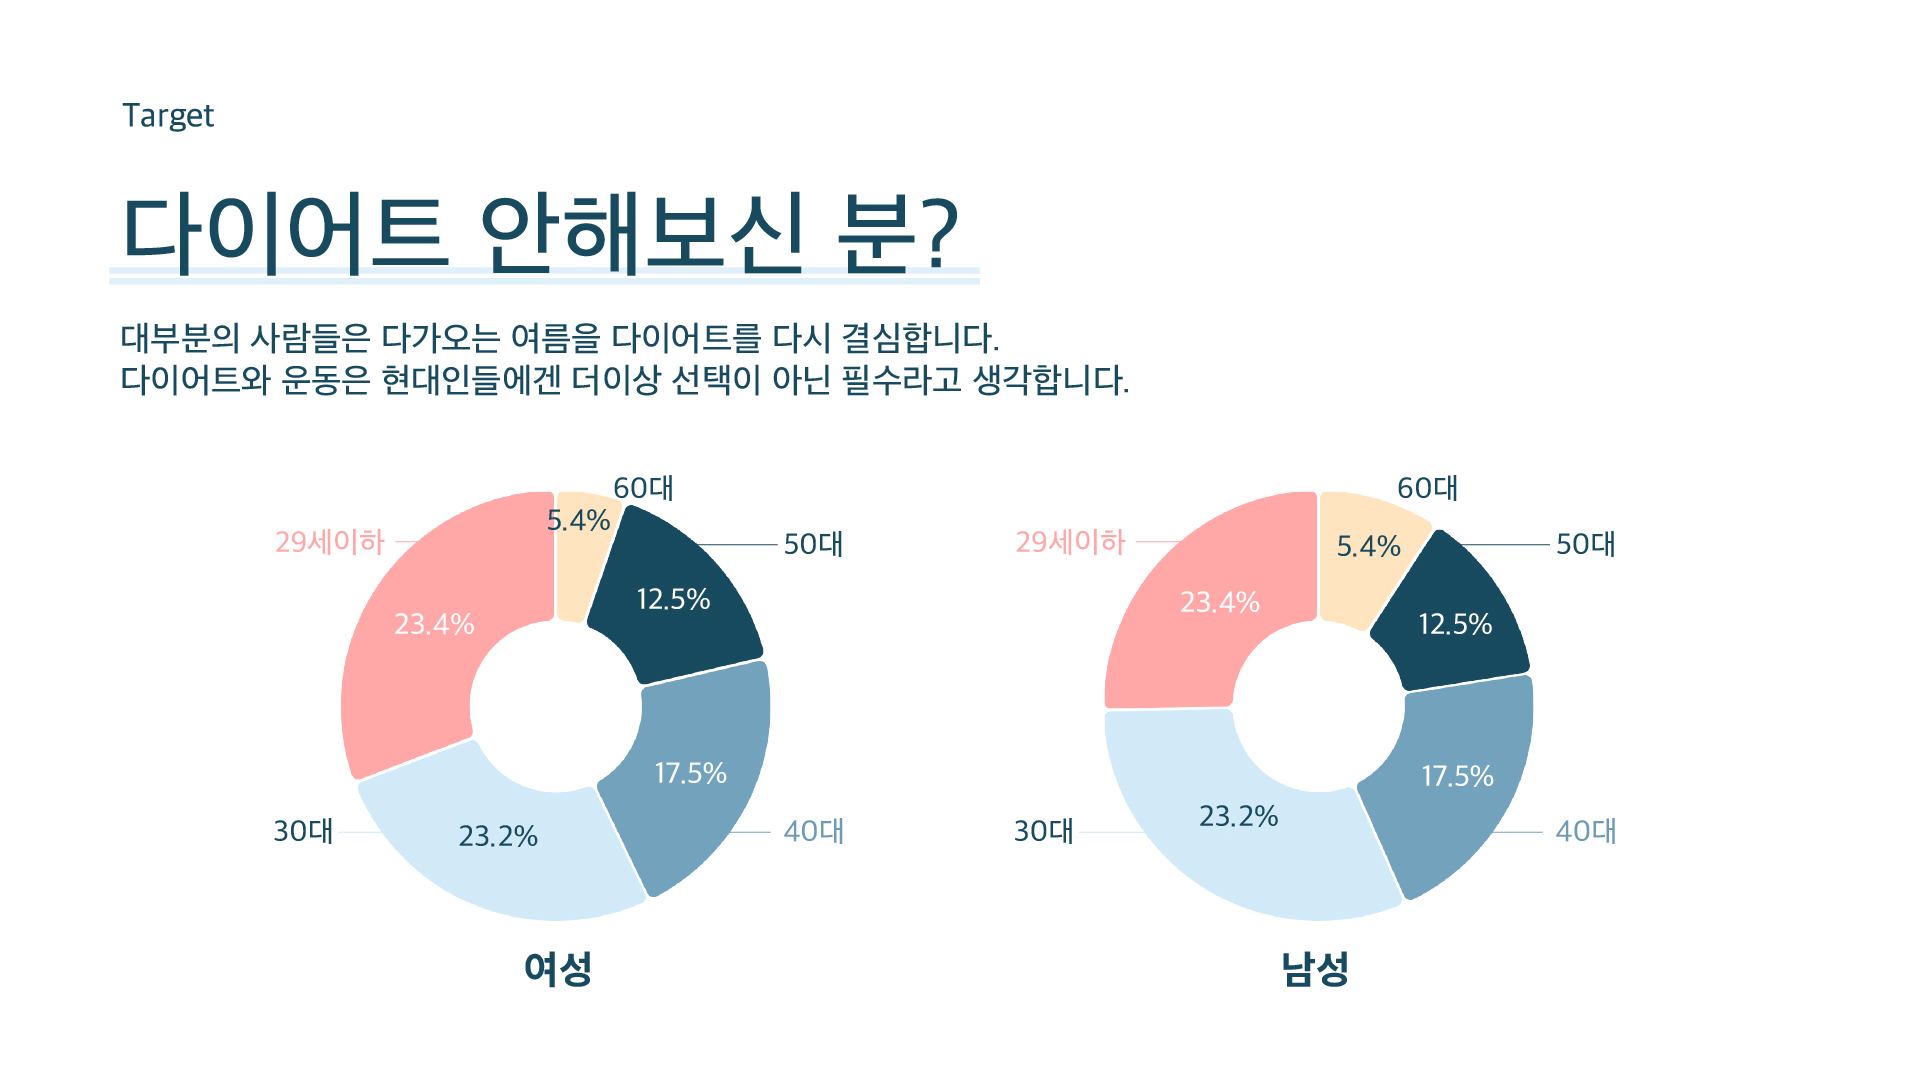 Target
다이어트 안해보신 분?
대부분의 사람들은 다가오는 여름을 다이어트를 다시 결심합니다.
다이어트와 운동은 현대인들에겐 더이상 선택이 아닌 필수라고 생각합니다.
60대
5.4%
29세이하
50대
12.5%
23.4%
17.5%
30대
23.2%
40대
여성
60대
29세이하
5.4%
50대
23.4%
12.5%
17.5%
23.2%
30대
40대
남성